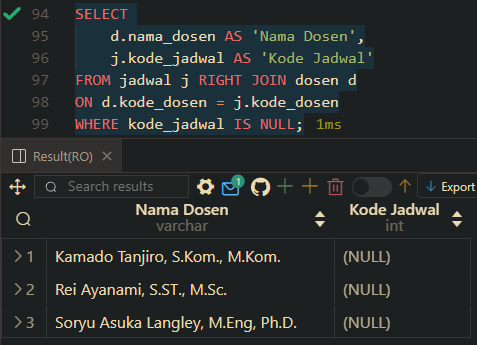 94 SELECT
95 d.nama_dosen AS 'Nama Dosen',
96 j.kode_jadwal AS 'Kode Jadwal'
97 FROM jadwal j RIGHT JOIN dosen d
98 ON d.kode_dosen = j.kode_dosen
99 WHERE kode_jadwal IS NULL; 1ms
Result(RO)
Search results 1 Export
Nama Dosen Kode Jadwal
varchar int
1 Kamado Tanjiro, S.Kom., M.Kom. (NULL)
2 Rei Ayanami, S.ST., M.Sc. (NULL)
3 Soryu Asuka Langley, M.Eng, Ph.D. (NULL)